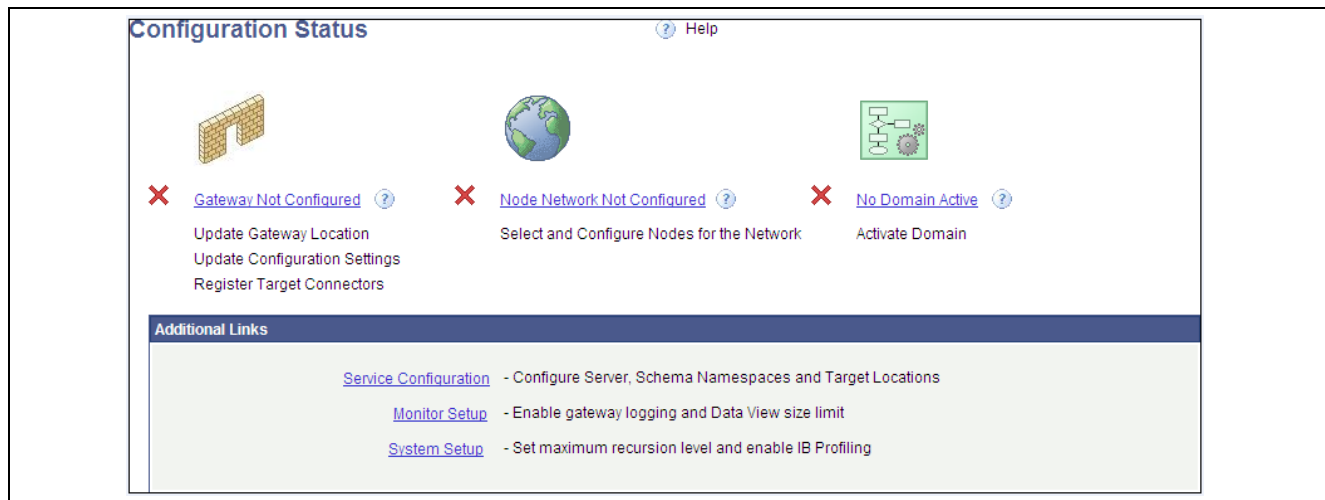 Configuration Status
Help
Gateway Not Configured
Update Gateway Location
Update Configuration Settings
Register Target Connectors
Node Network Not Configured
Select and Configure Nodes for the Network
No Domain Active
Activate Domain
Additional Links
Service Configuration - Configure Server, Schema Namespaces and Target Locations
Monitor Setup - Enable gateway logging and Data View size limit
System Setup - Set maximum recursion level and enable IB Profiling